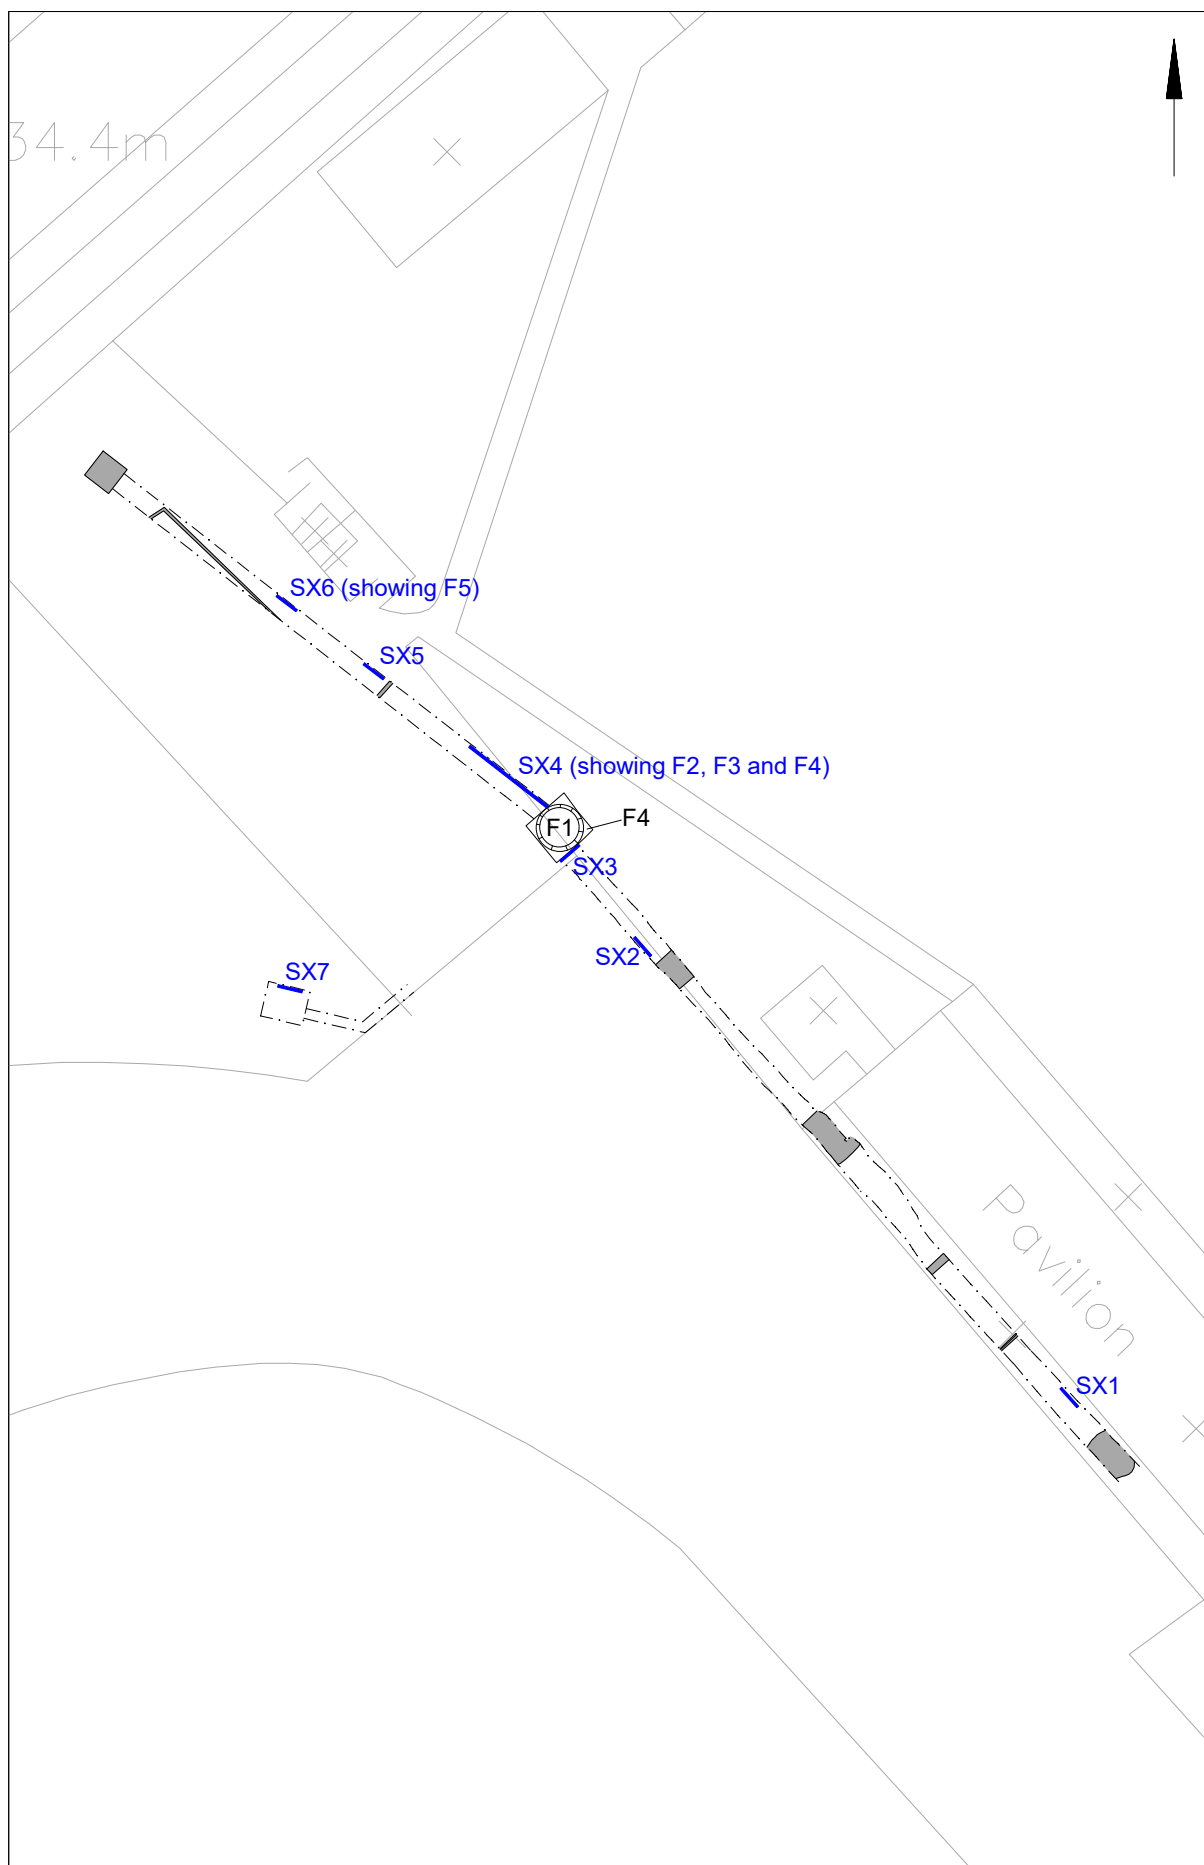 34.4m
SX6 (showing F5)
SX5
SX4 (showing F2, F3 and F4)
F1
F4
SX3
SX2
SX7
Pavilion
SX1